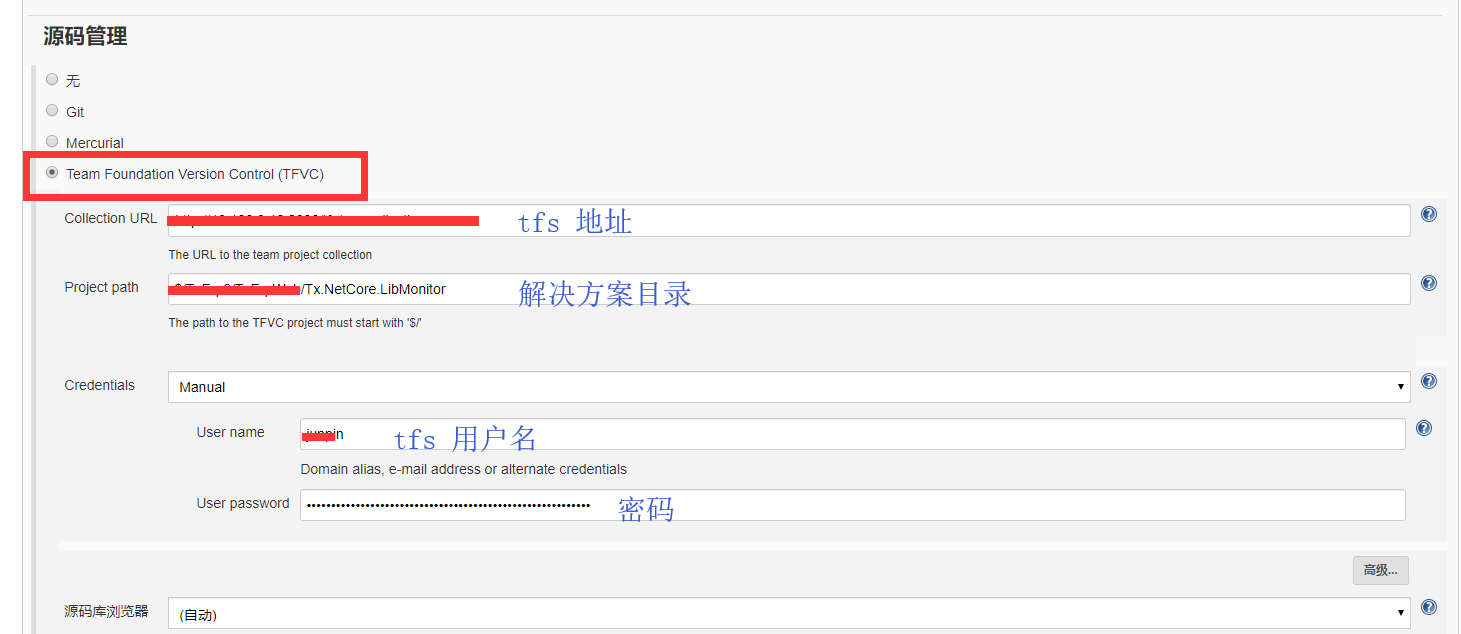 源码管理
无
Git
Mercurial
Team Foundation Version Control (TFVC)
Collection URL
tfs 地址
The URL to the team project collection
Project path
/Tx.NetCore.LibMonitor
解决方案目录
The path to the TFVC project must start with '$/'
Credentials
Manual
User name
tfs 用户名
Domain alias, e-mail address or alternate credentials
User password
密码
高级...
源码库浏览器
(自动)